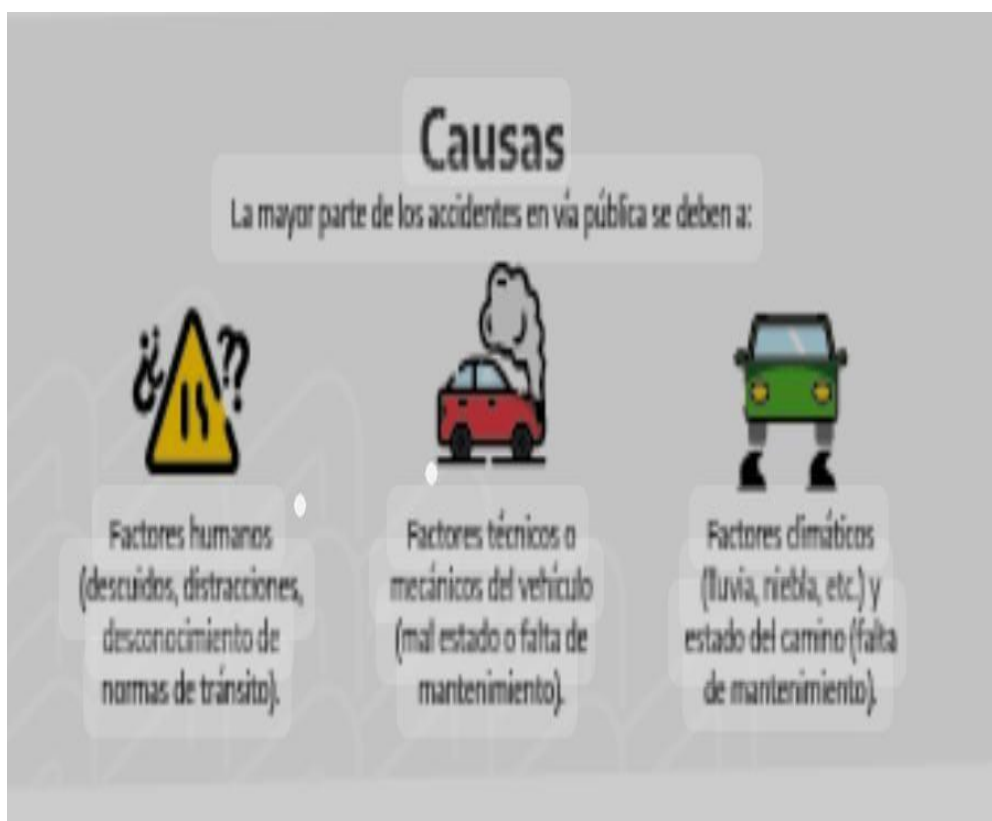 Causas
La mayor parte de los accidentes en vía pública se deben a:
Factores humanos
(descuidos, distracciones,
desconocimiento de
normas de tránsito).
Factores técnicos o
mecánicos del vehículo
(mal estado o falta de
mantenimiento).
Factores climáticos
(lluvia, niebla, etc.) y
estado del camino (falta
de mantenimiento).